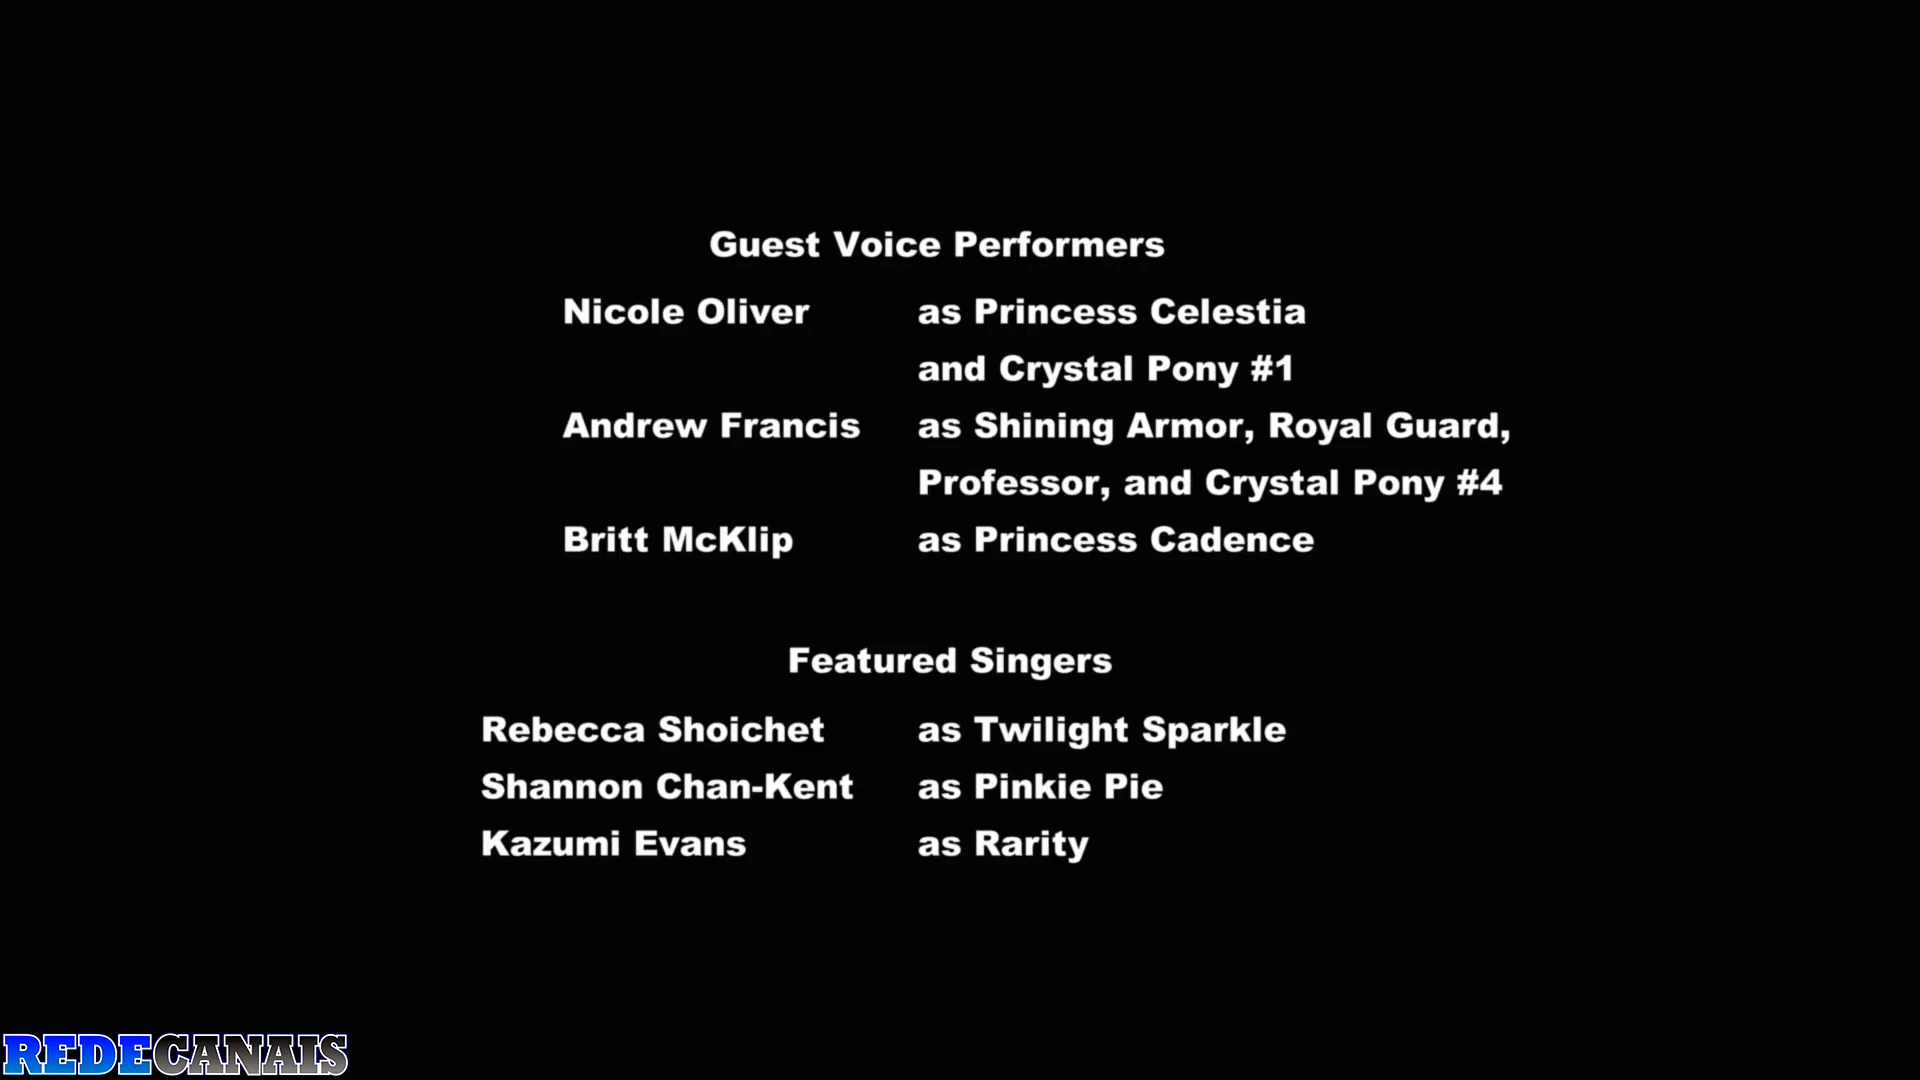 Guest Voice Performers
Nicole Oliver as Princess Celestia
and Crystal Pony #1
Andrew Francis as Shining Armor, Royal Guard,
Professor, and Crystal Pony #4
Britt McKlip as Princess Cadence
Featured Singers
Rebecca Shoichet as Twilight Sparkle
Shannon Chan-Kent as Pinkie Pie
Kazumi Evans as Rarity
REDECANAIS